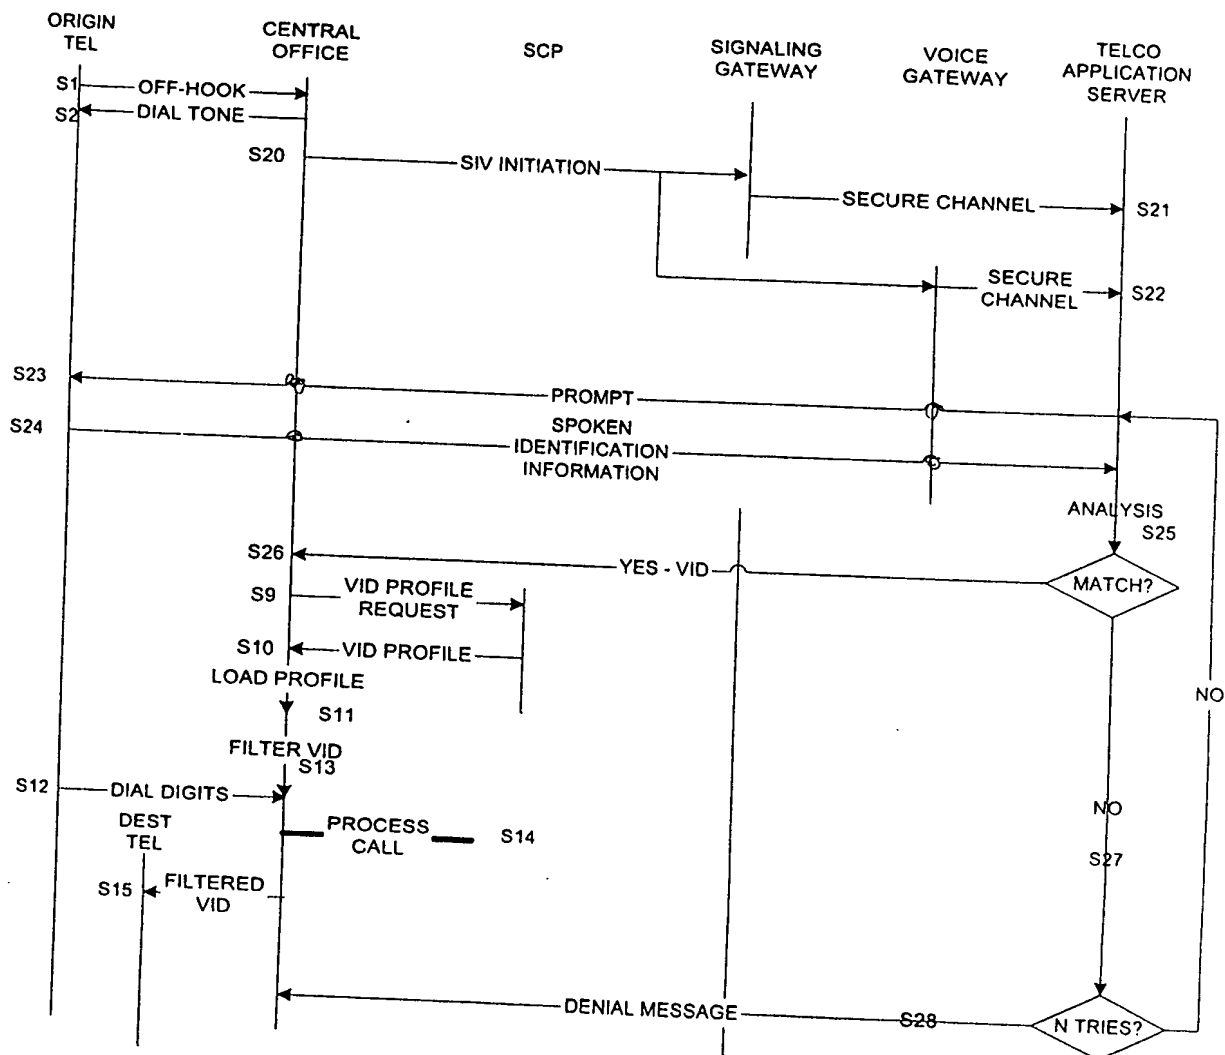 ORIGIN
TEL
CENTRAL
OFFICE
SCP
SIGNALING
GATEWAY
VOICE
GATEWAY
TELCO
APPLICATION
SERVER
S1
OFF-HOOK
S2
DIAL TONE
S20
SIV INITIATION
SECURE CHANNEL
S21
SECURE
CHANNEL
S22
S23
PROMPT
S24
SPOKEN
IDENTIFICATION
INFORMATION
ANALYSIS
S25
S26
YES - VID
MATCH?
S9
VID PROFILE
REQUEST
S10
VID PROFILE
LOAD PROFILE
S11
NO
FILTER VID
S13
S12
DIAL DIGITS
NO
DEST
TEL
PROCESS
CALL
S14
S27
S15
FILTERED
VID
DENIAL MESSAGE
S28
N TRIES?